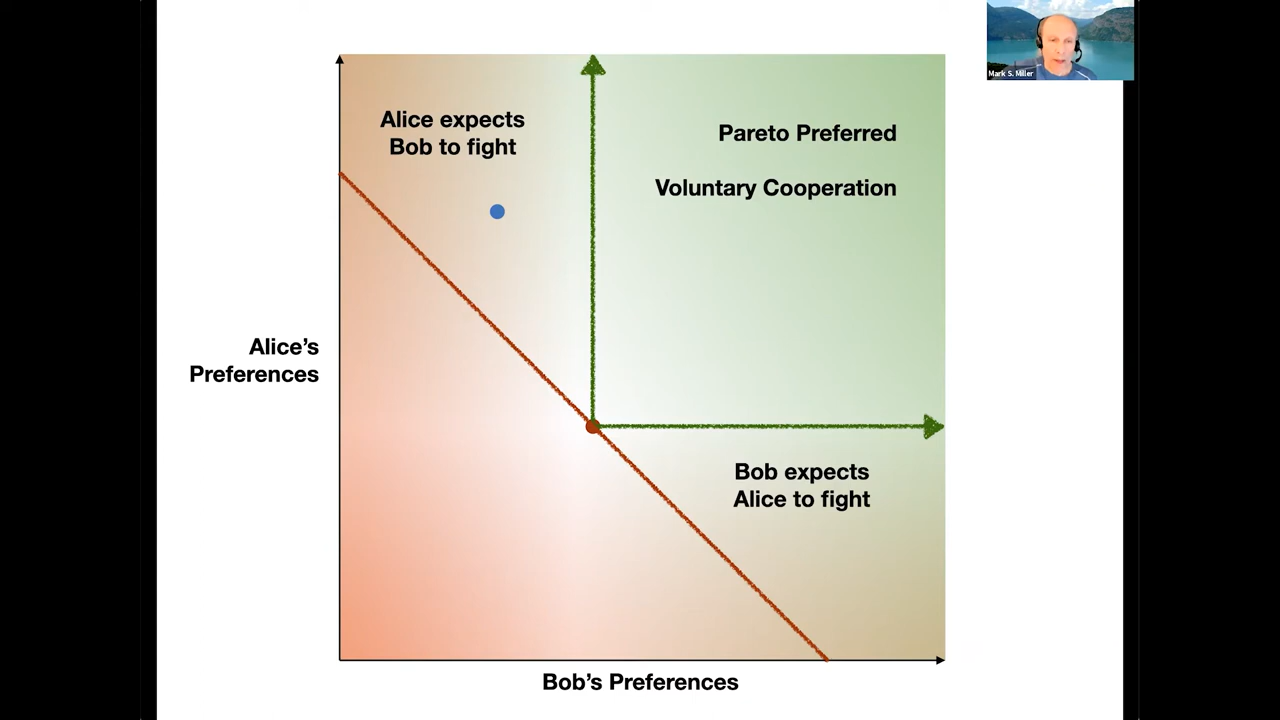 Mark S. Miller
Alice expects
Bob to fight
Pareto Preferred
Voluntary Cooperation
Alice's
Preferences
Bob expects
Alice to fight
Bob's Preferences